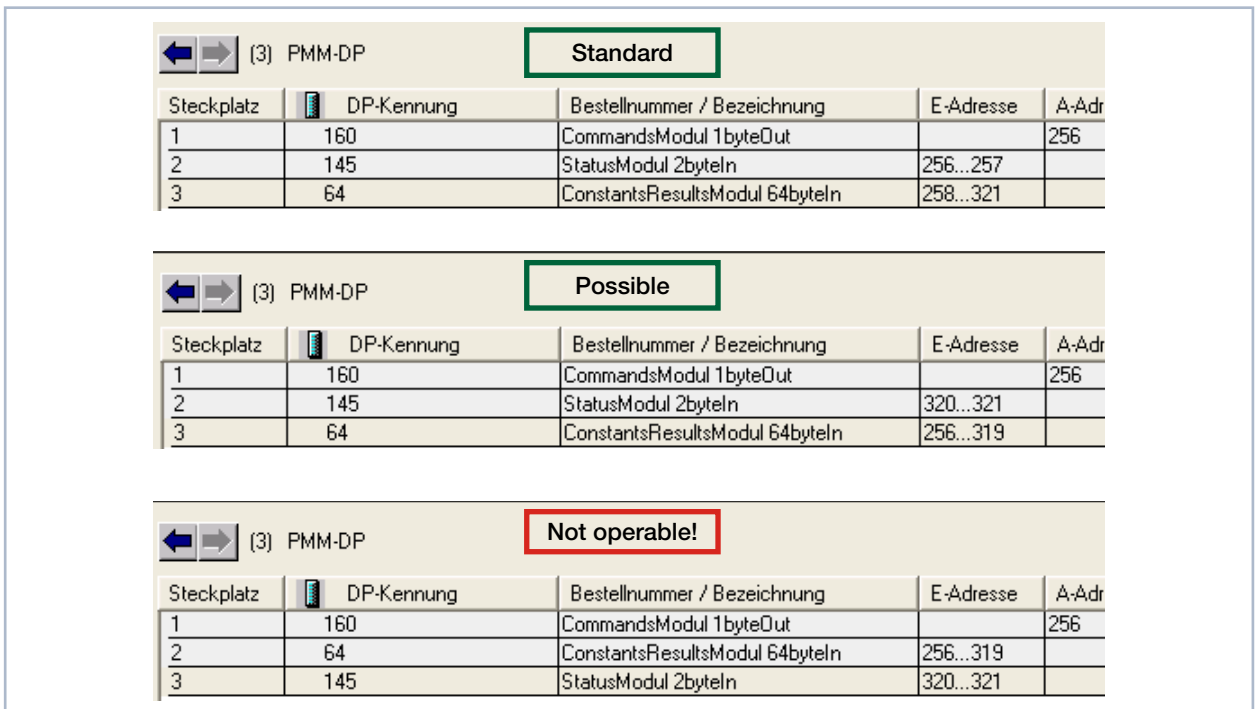 (3) PMM-DP Standard
Steckplatz DP-Kennung Bestellnummer / Bezeichnung E-Adresse A-Adr
1 160 CommandsModul 1byteOut 256
2 145 StatusModul 2byteIn 256...257
3 64 ConstantsResultsModul 64byteIn 258...321
(3) PMM-DP Possible
Steckplatz DP-Kennung Bestellnummer / Bezeichnung E-Adresse A-Adr
1 160 CommandsModul 1byteOut 256
2 145 StatusModul 2byteIn 320...321
3 64 ConstantsResultsModul 64byteIn 256...319
(3) PMM-DP Not operable!
Steckplatz DP-Kennung Bestellnummer / Bezeichnung E-Adresse A-Adr
1 160 CommandsModul 1byteOut 256
2 64 ConstantsResultsModul 64byteIn 256...319
3 145 StatusModul 2byteIn 320...321